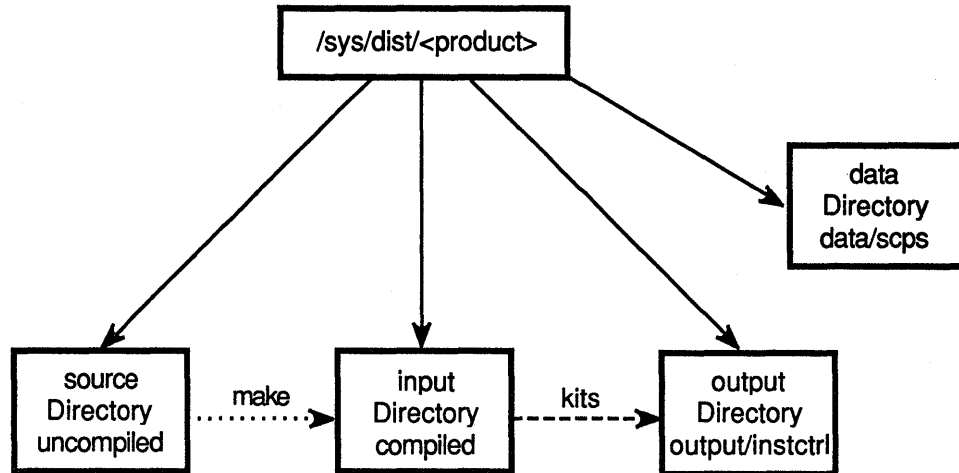 /sys/dist/<product>
data
Directory
data/scps
source
Directory
uncompiled
make
input
Directory
compiled
kits
output
Directory
output/instctrl